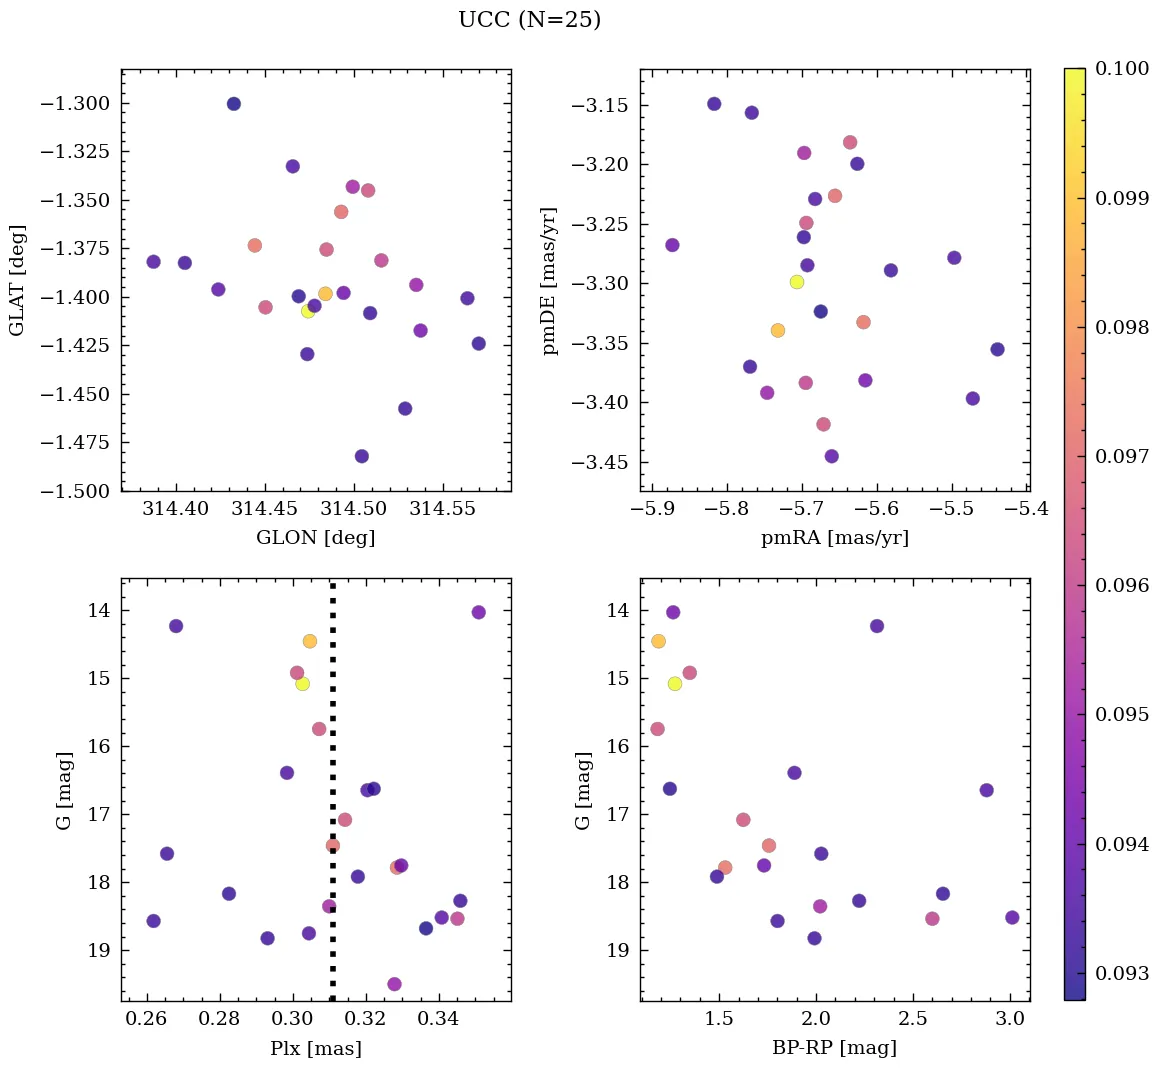 UCC (N=25)
−1.300
−1.325
−1.350
−1.375
−1.400
−1.425
−1.450
−1.475
−1.500
GLAT [deg]
314.40 314.45 314.50 314.55
GLON [deg]
−3.15
−3.20
−3.25
−3.30
−3.35
−3.40
−3.45
pmDE [mas/yr]
−5.9 −5.8 −5.7 −5.6 −5.5 −5.4
pmRA [mas/yr]
14
15
16
17
18
19
G [mag]
0.26 0.28 0.30 0.32 0.34
Plx [mas]
14
15
16
17
18
19
G [mag]
1.5 2.0 2.5 3.0
BP-RP [mag]
0.100
0.099
0.098
0.097
0.096
0.095
0.094
0.093